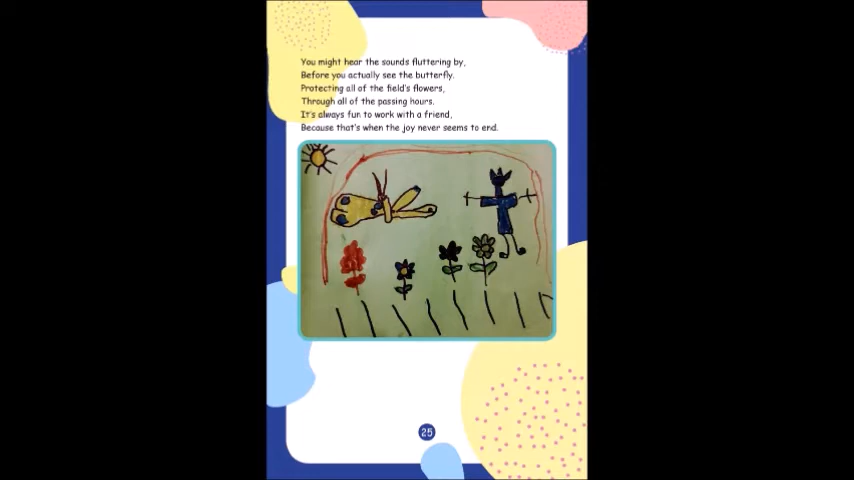 You might hear the sounds fluttering by,
Before you actually see the butterfly.
Protecting all of the field's flowers,
Through all of the passing hours.
It's always fun to work with a friend,
Because that's when the joy never seems to end.
25